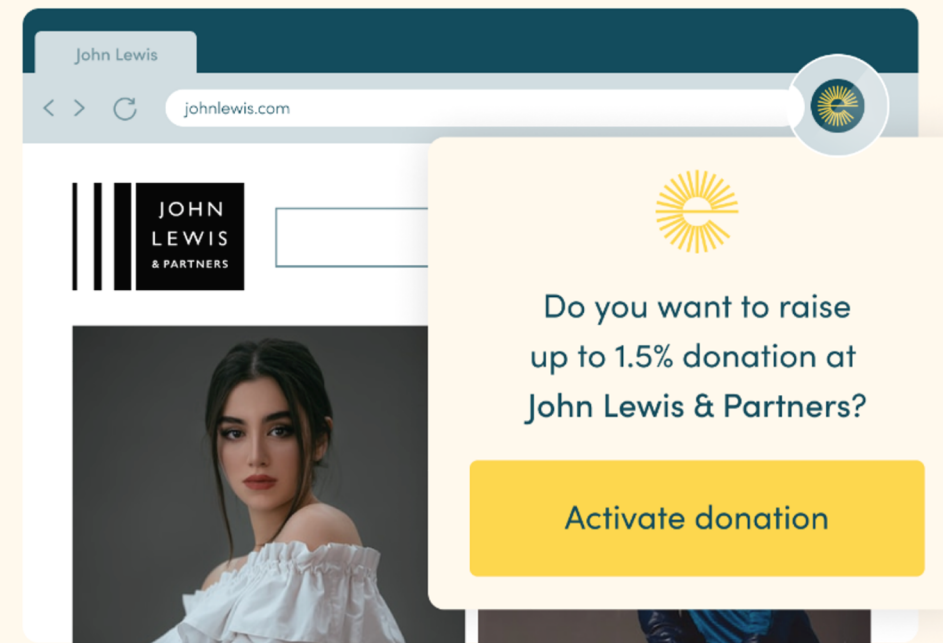 John Lewis
johnlewis.com
JOHN
LEWIS
& PARTNERS
e
Do you want to raise
up to 1.5% donation at
John Lewis & Partners?
Activate donation